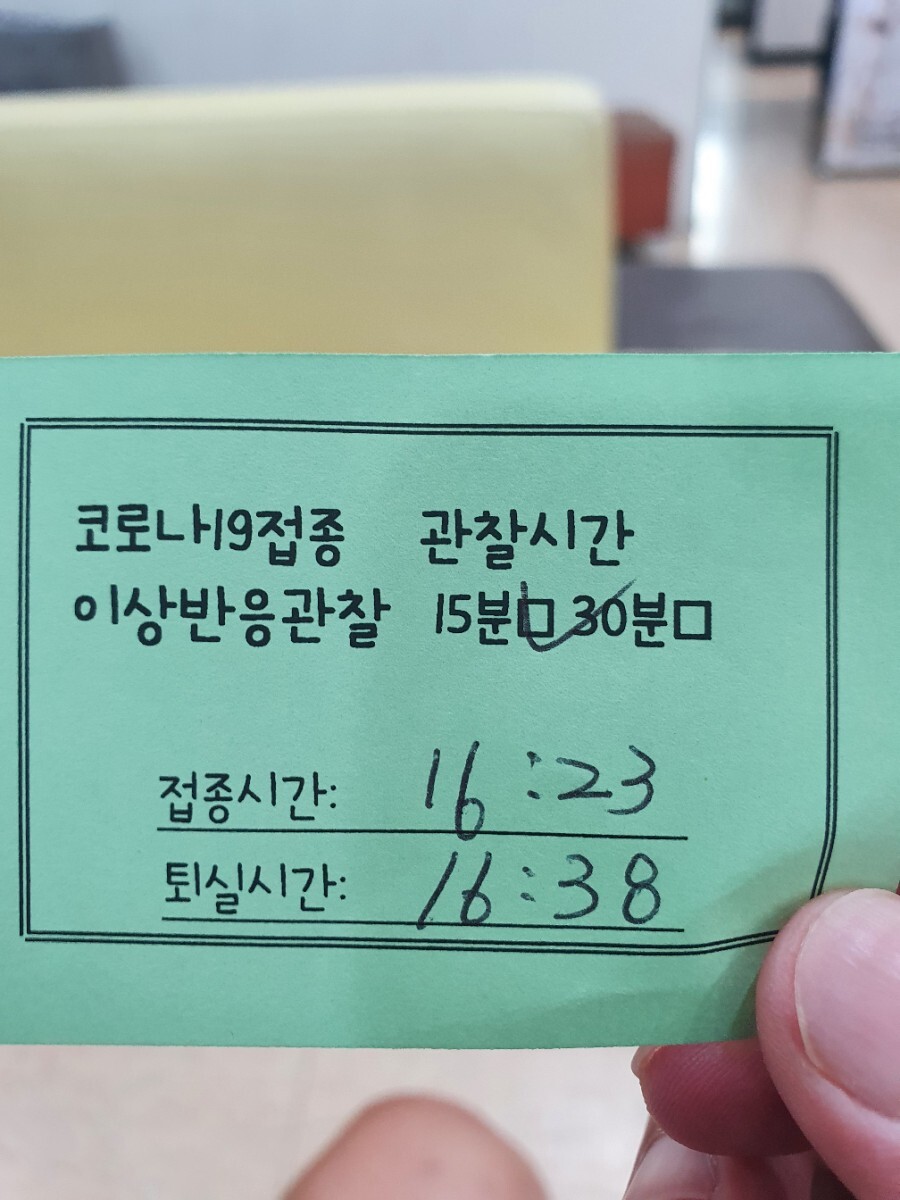 코로나19접종 관찰시간
이상반응관찰 15분☑ 30분☐
접종시간: 16:23
퇴실시간: 16:38